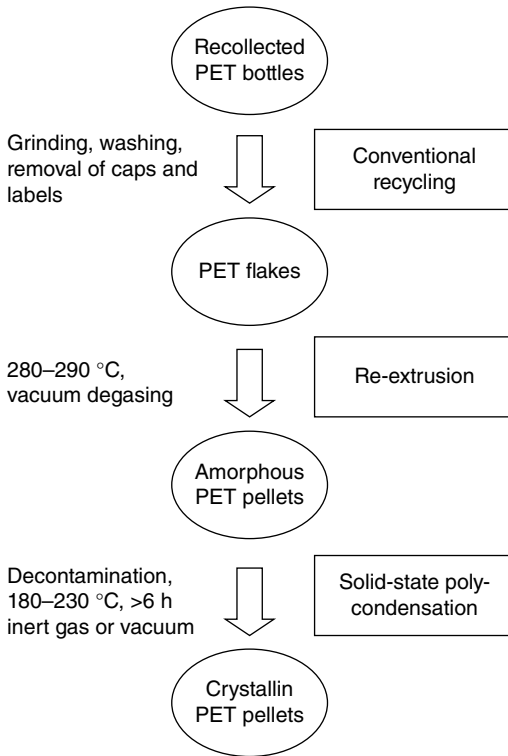 Recollected
PET bottles
Grinding, washing,
removal of caps and
labels
Conventional
recycling
PET flakes
280–290 °C,
vacuum degasing
Re-extrusion
Amorphous
PET pellets
Decontamination,
180–230 °C, >6 h
inert gas or vacuum
Solid-state poly-
condensation
Crystallin
PET pellets